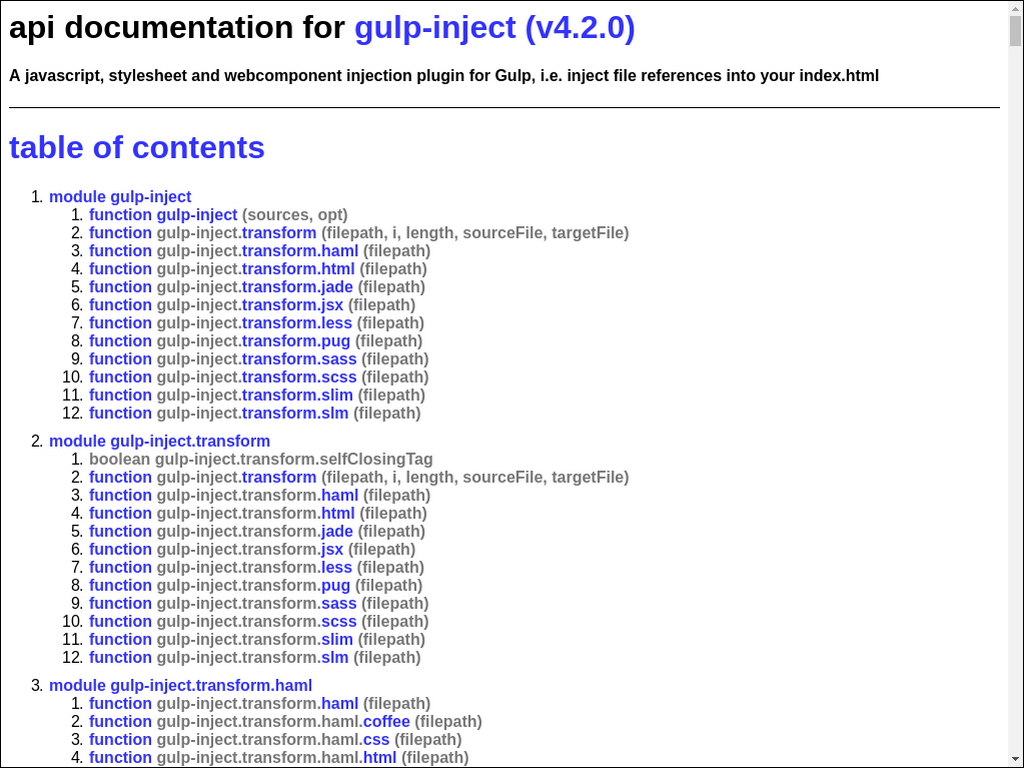 api documentation for gulp-inject (v4.2.0)
A javascript, stylesheet and webcomponent injection plugin for Gulp, i.e. inject file references into your index.html
table of contents
1. module gulp-inject
1. function gulp-inject (sources, opt)
2. function gulp-inject.transform (filepath, i, length, sourceFile, targetFile)
3. function gulp-inject.transform.haml (filepath)
4. function gulp-inject.transform.html (filepath)
5. function gulp-inject.transform.jade (filepath)
6. function gulp-inject.transform.jsx (filepath)
7. function gulp-inject.transform.less (filepath)
8. function gulp-inject.transform.pug (filepath)
9. function gulp-inject.transform.sass (filepath)
10. function gulp-inject.transform.scss (filepath)
11. function gulp-inject.transform.slim (filepath)
12. function gulp-inject.transform.slm (filepath)
2. module gulp-inject.transform
1. boolean gulp-inject.transform.selfClosingTag
2. function gulp-inject.transform (filepath, i, length, sourceFile, targetFile)
3. function gulp-inject.transform.haml (filepath)
4. function gulp-inject.transform.html (filepath)
5. function gulp-inject.transform.jade (filepath)
6. function gulp-inject.transform.jsx (filepath)
7. function gulp-inject.transform.less (filepath)
8. function gulp-inject.transform.pug (filepath)
9. function gulp-inject.transform.sass (filepath)
10. function gulp-inject.transform.scss (filepath)
11. function gulp-inject.transform.slim (filepath)
12. function gulp-inject.transform.slm (filepath)
3. module gulp-inject.transform.haml
1. function gulp-inject.transform.haml (filepath)
2. function gulp-inject.transform.haml.coffee (filepath)
3. function gulp-inject.transform.haml.css (filepath)
4. function gulp-inject.transform.haml.html (filepath)